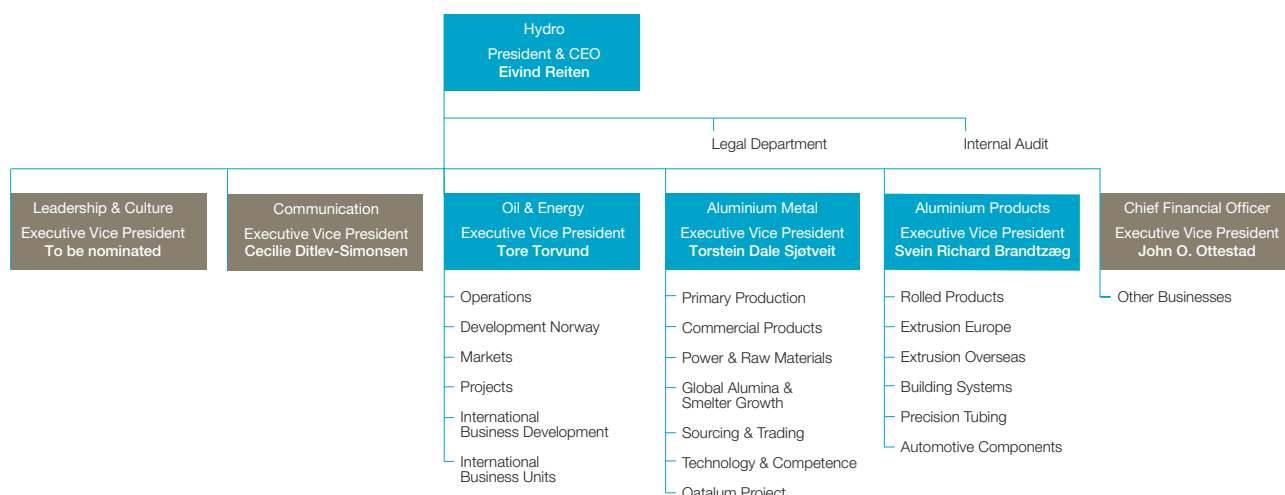 Hydro
President & CEO
Eivind Reiten
Legal Department
Internal Audit
Leadership & Culture
Executive Vice President
To be nominated
Communication
Executive Vice President
Cecilie Ditlev-Simonsen
Oil & Energy
Executive Vice President
Tore Torvund
Operations
Development Norway
Markets
Projects
International
Business Development
International
Business Units
Aluminium Metal
Executive Vice President
Torstein Dale Sjøtveit
Primary Production
Commercial Products
Power & Raw Materials
Global Alumina &
Smelter Growth
Sourcing & Trading
Technology & Competence
Qatalum Project
Aluminium Products
Executive Vice President
Svein Richard Brandtzæg
Rolled Products
Extrusion Europe
Extrusion Overseas
Building Systems
Precision Tubing
Automotive Components
Chief Financial Officer
Executive Vice President
John O. Ottestad
Other Businesses